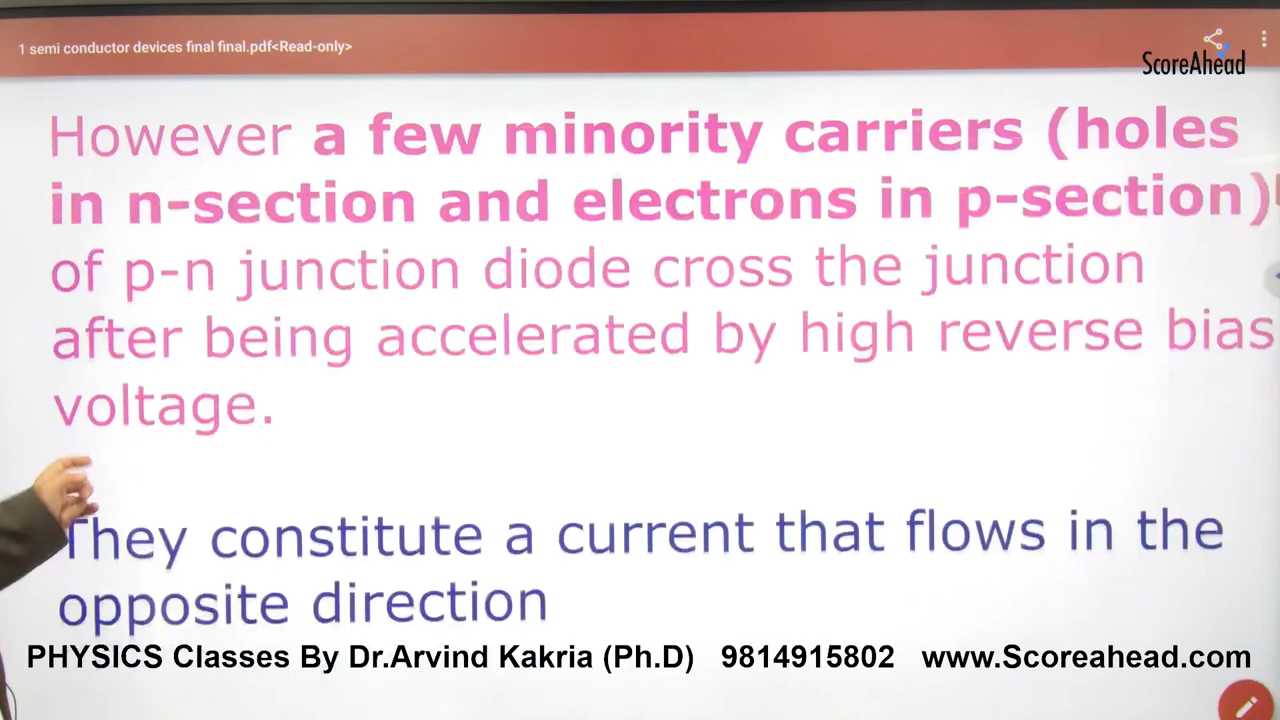 1 semi conductor devices final final.pdf<Read-only>
ScoreAhead
However a few minority carriers (holes
in n-section and electrons in p-section)
of p-n junction diode cross the junction
after being accelerated by high reverse bias
voltage.
They constitute a current that flows in the
opposite direction
PHYSICS Classes By Dr.Arvind Kakria (Ph.D) 9814915802 www.Scoreahead.com